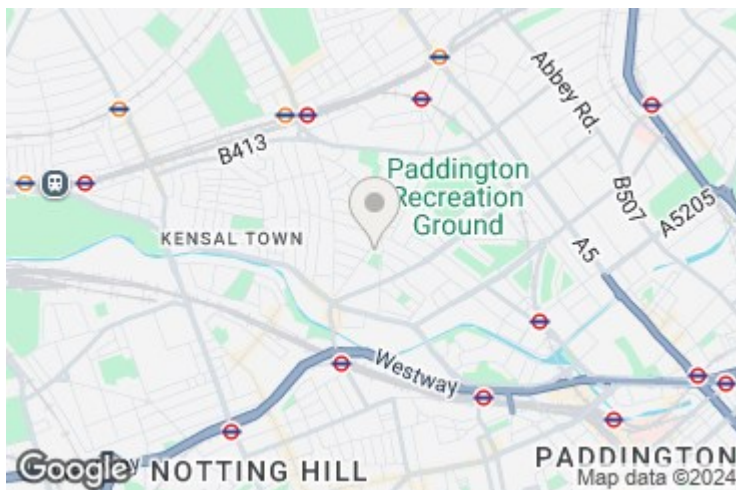 Abbey Rd.
B413
Paddington
Recreation
Ground
B507
A5205
KENSAL TOWN
A5
Westway
PADDINGTON
NOTTING HILL
Google
Map data ©2024